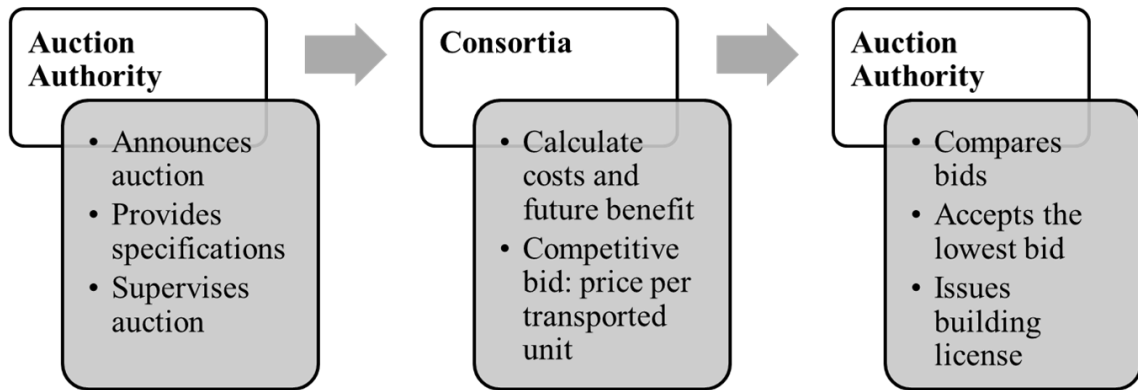 Auction
Authority
• Announces
auction
• Provides
specifications
• Supervises
auction
Consortia
• Calculate
costs and
future benefit
• Competitive
bid: price per
transported
unit
Auction
Authority
• Compares
bids
• Accepts the
lowest bid
• Issues
building
license